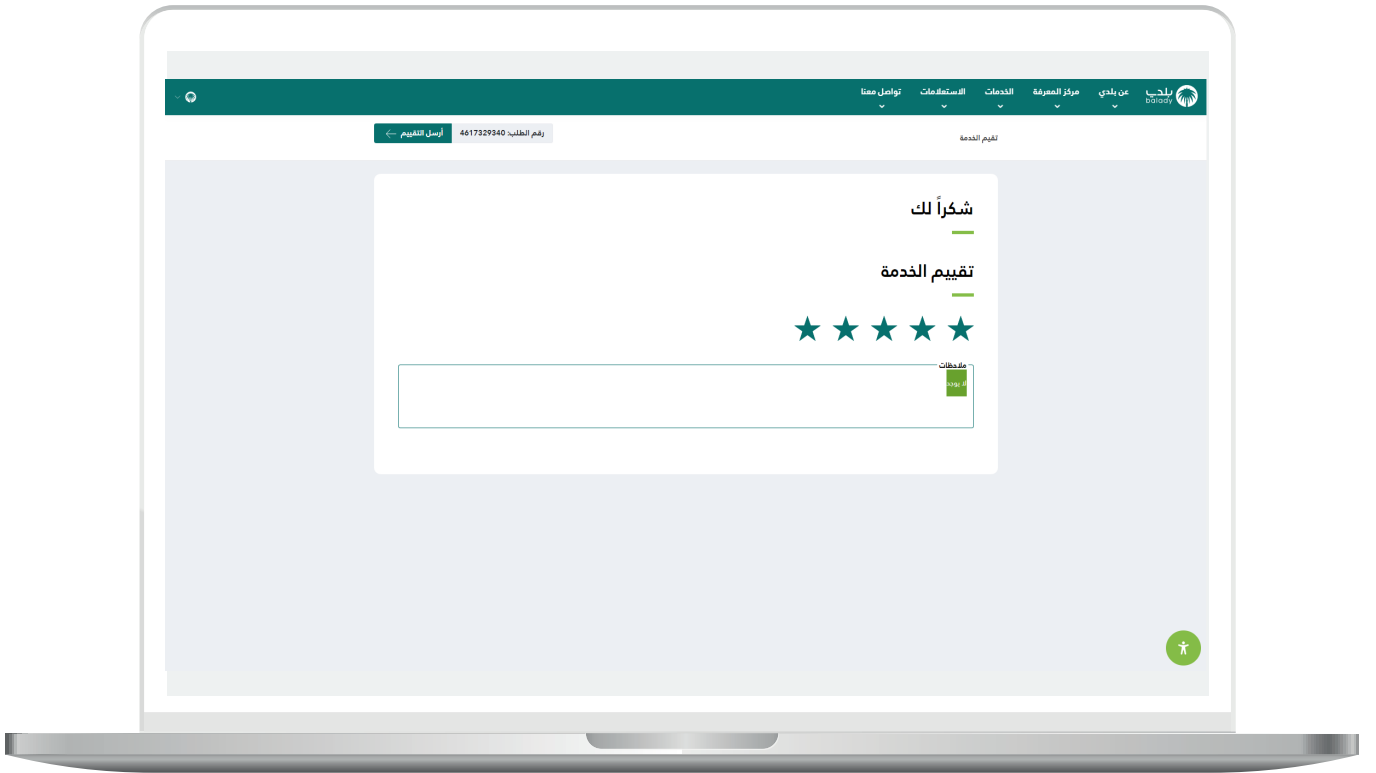 بلدي
balady
عن بلدي
مركز المعرفة
الخدمات
الاستعلامات
تواصل معنا
تقيم الخدمة
رقم الطلب: 4617329340
أرسل التقييم
شكراً لك
تقييم الخدمة
ملاحظات
لا يوجد